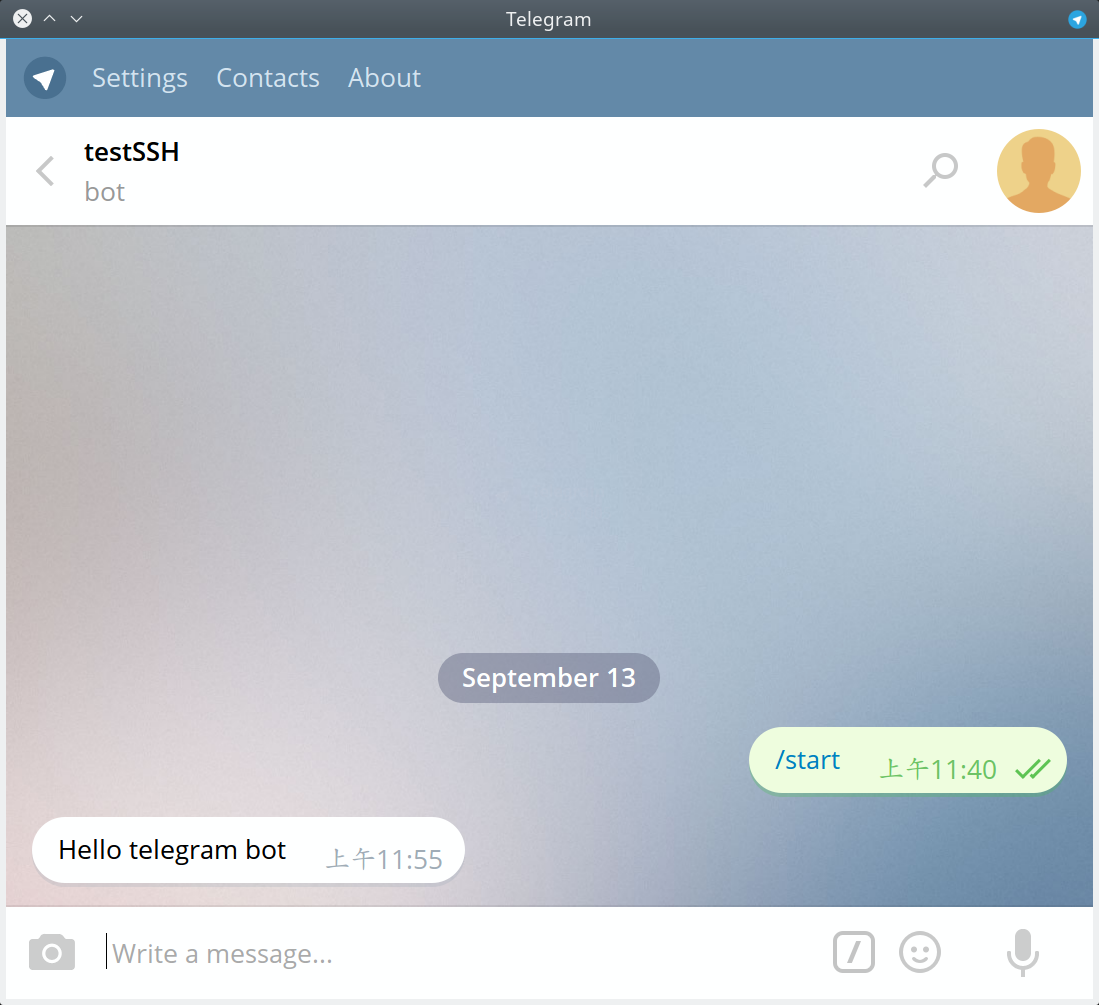 Telegram
Settings Contacts About
testSSH
bot
September 13
/start 上午11:40
Hello telegram bot 上午11:55
Write a message...